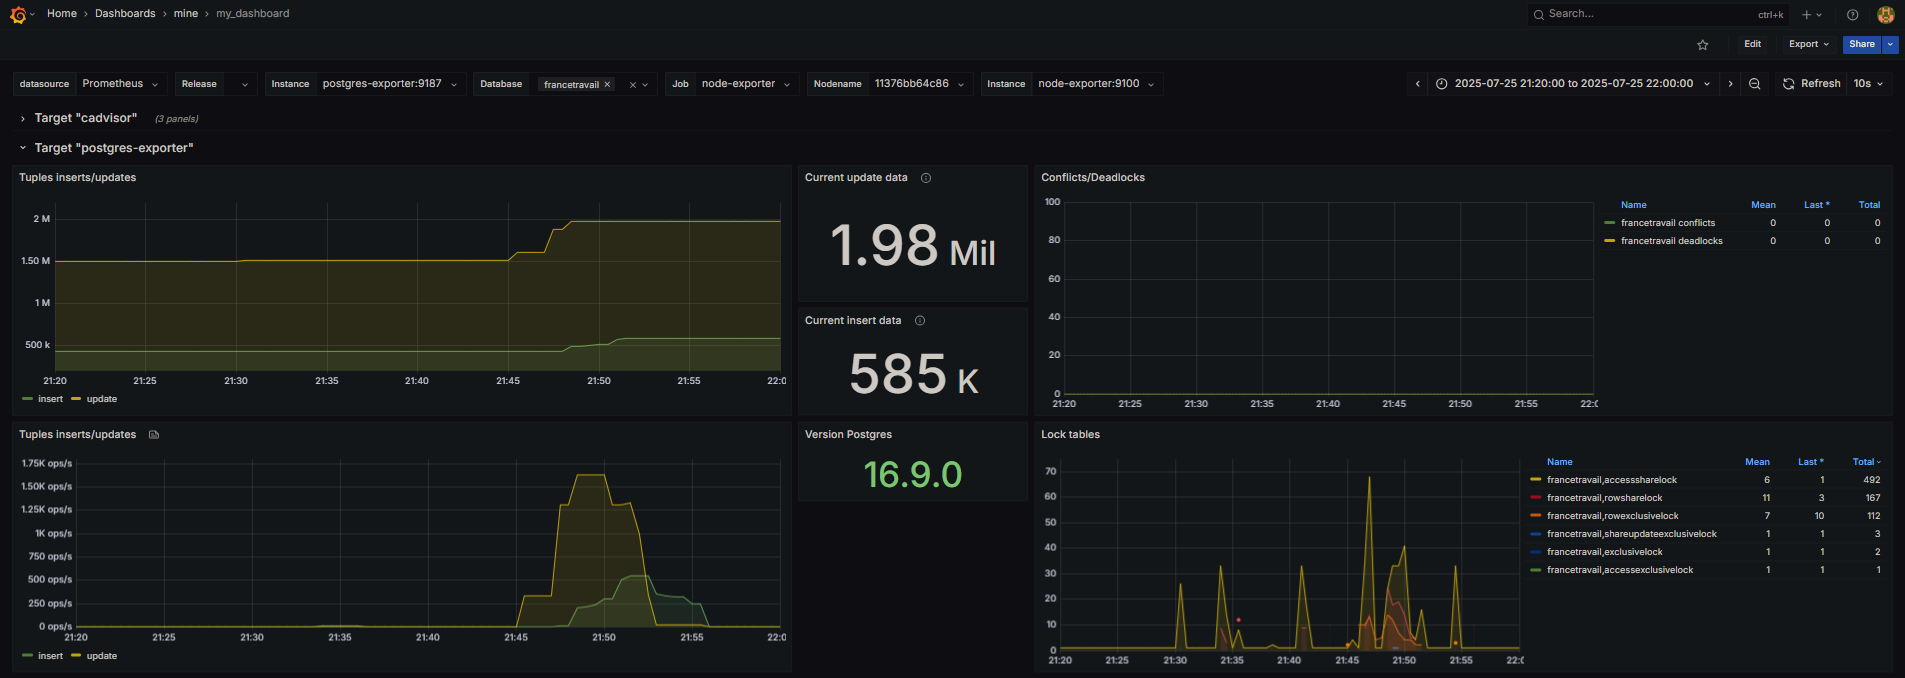 Home › Dashboards › mine › my_dashboard
Search... ctrl+k
Edit Export Share
datasource Prometheus Release Instance postgres-exporter:9187 Database francetravail Job node-exporter Nodename 11376bb64c86 Instance node-exporter:9100 2025-07-25 21:20:00 to 2025-07-25 22:00:00 Refresh 10s
Target "cadvisor" (3 panels)
Target "postgres-exporter"
Tuples inserts/updates
2 M
1.50 M
1 M
500 k
21:20 21:25 21:30 21:35 21:40 21:45 21:50 21:55 22:0
insert update
Current update data
1.98 Mil
Current insert data
585 K
Conflicts/Deadlocks
100
80
60
40
20
0
21:20 21:25 21:30 21:35 21:40 21:45 21:50 21:55 22:0
Name Mean Last * Total
francetravail conflicts 0 0 0
francetravail deadlocks 0 0 0
Tuples inserts/updates
1.75K ops/s
1.50K ops/s
1.25K ops/s
1K ops/s
750 ops/s
500 ops/s
250 ops/s
0 ops/s
21:20 21:25 21:30 21:35 21:40 21:45 21:50 21:55 22:0
insert update
Version Postgres
16.9.0
Lock tables
70
60
50
40
30
20
10
0
21:20 21:25 21:30 21:35 21:40 21:45 21:50 21:55 22:0
Name Mean Last * Total
francetravail,accesssharelock 6 1 492
francetravail,rowsharelock 11 3 167
francetravail,rowexclusivelock 7 10 112
francetravail,shareupdateexclusivelock 1 1 3
francetravail,exclusivelock 1 1 2
francetravail,accessexclusivelock 1 1 1